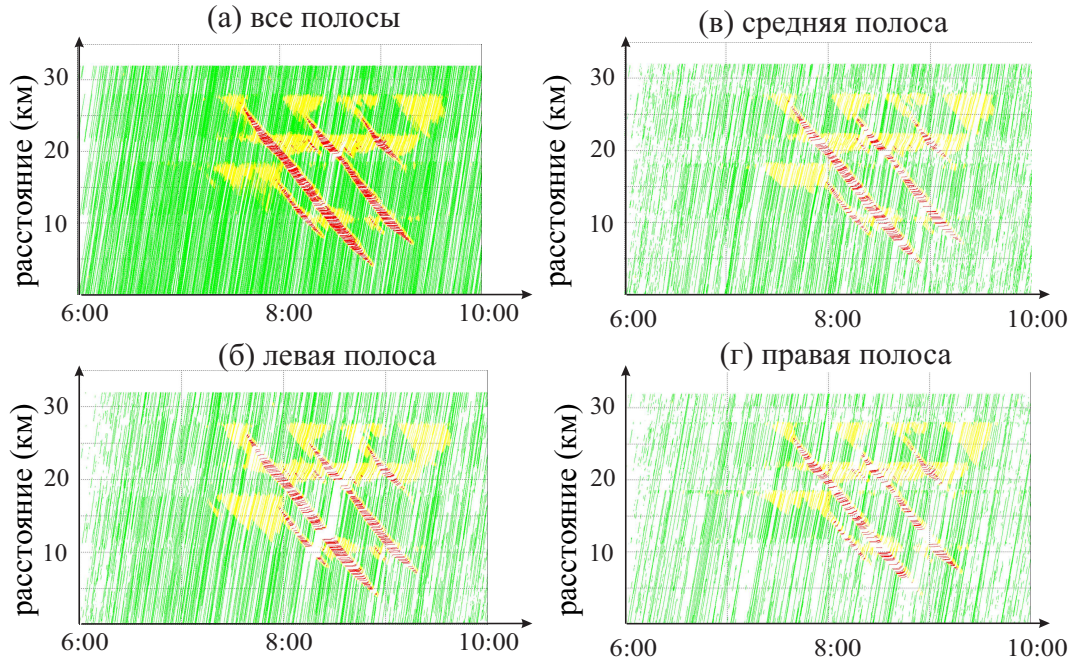 (а) все полосы
расстояние (км)
30
20
10
6:00 8:00 10:00
(в) средняя полоса
расстояние (км)
30
20
10
6:00 8:00 10:00
(б) левая полоса
расстояние (км)
30
20
10
6:00 8:00 10:00
(г) правая полоса
расстояние (км)
30
20
10
6:00 8:00 10:00